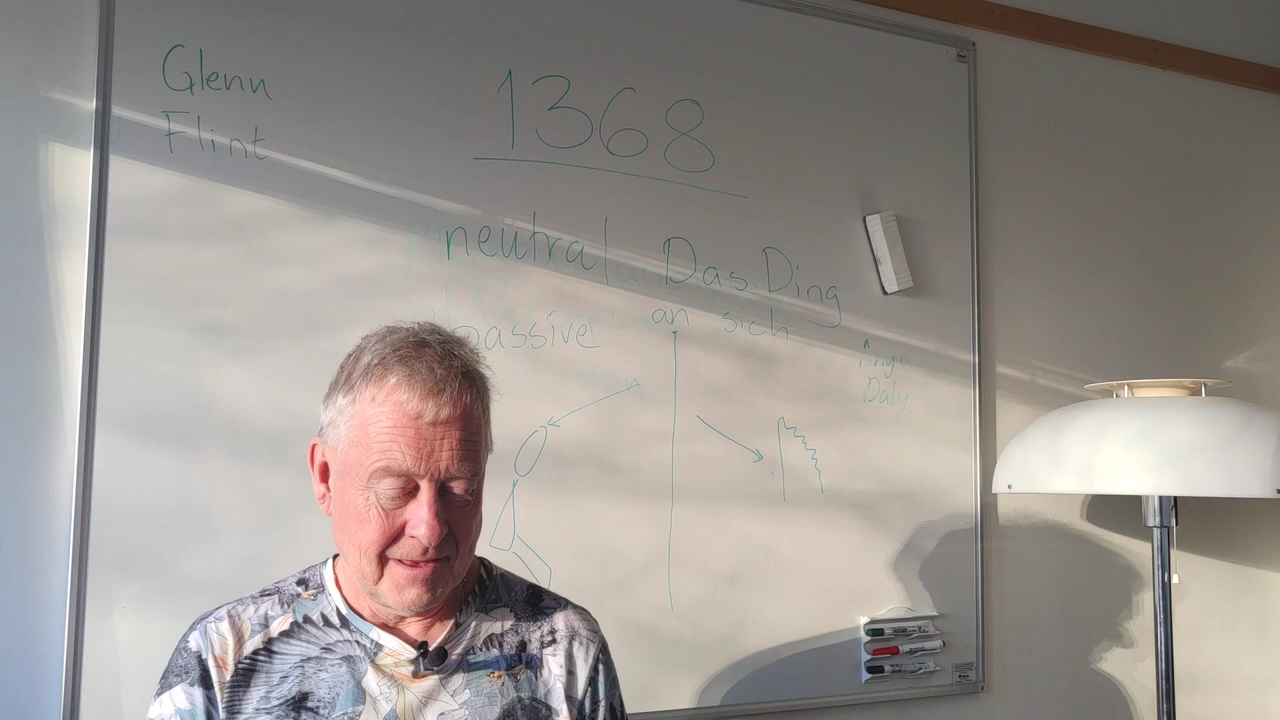 Glenn
Flint
1368
neutral Das Ding
an sich
passive
Daly